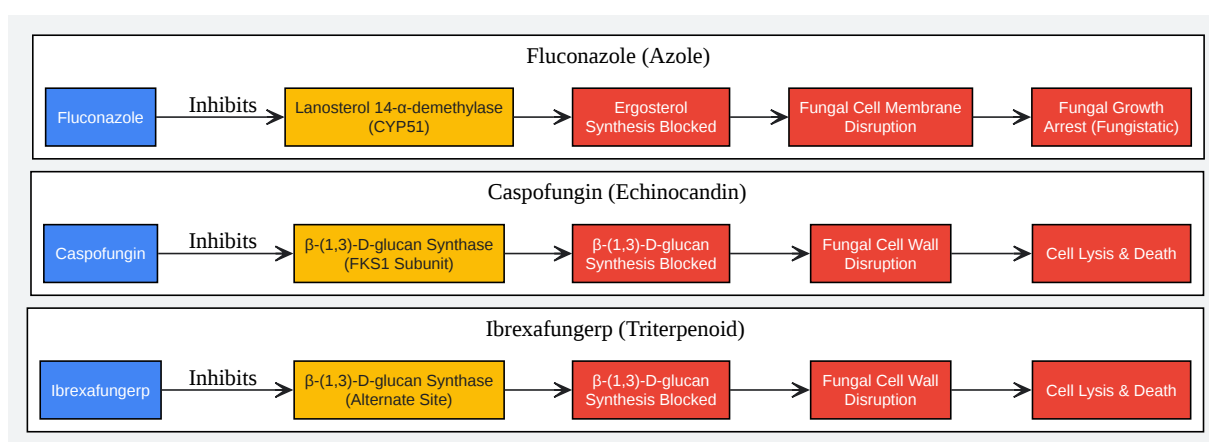 Fluconazole (Azole)
Fluconazole
Inhibits
Lanosterol 14-α-demethylase
(CYP51)
Ergosterol
Synthesis Blocked
Fungal Cell Membrane
Disruption
Fungal Growth
Arrest (Fungistatic)
Caspofungin (Echinocandin)
Caspofungin
Inhibits
β-(1,3)-D-glucan Synthase
(FKS1 Subunit)
β-(1,3)-D-glucan
Synthesis Blocked
Fungal Cell Wall
Disruption
Cell Lysis & Death
Ibrexafungerp (Triterpenoid)
Ibrexafungerp
Inhibits
β-(1,3)-D-glucan Synthase
(Alternate Site)
β-(1,3)-D-glucan
Synthesis Blocked
Fungal Cell Wall
Disruption
Cell Lysis & Death